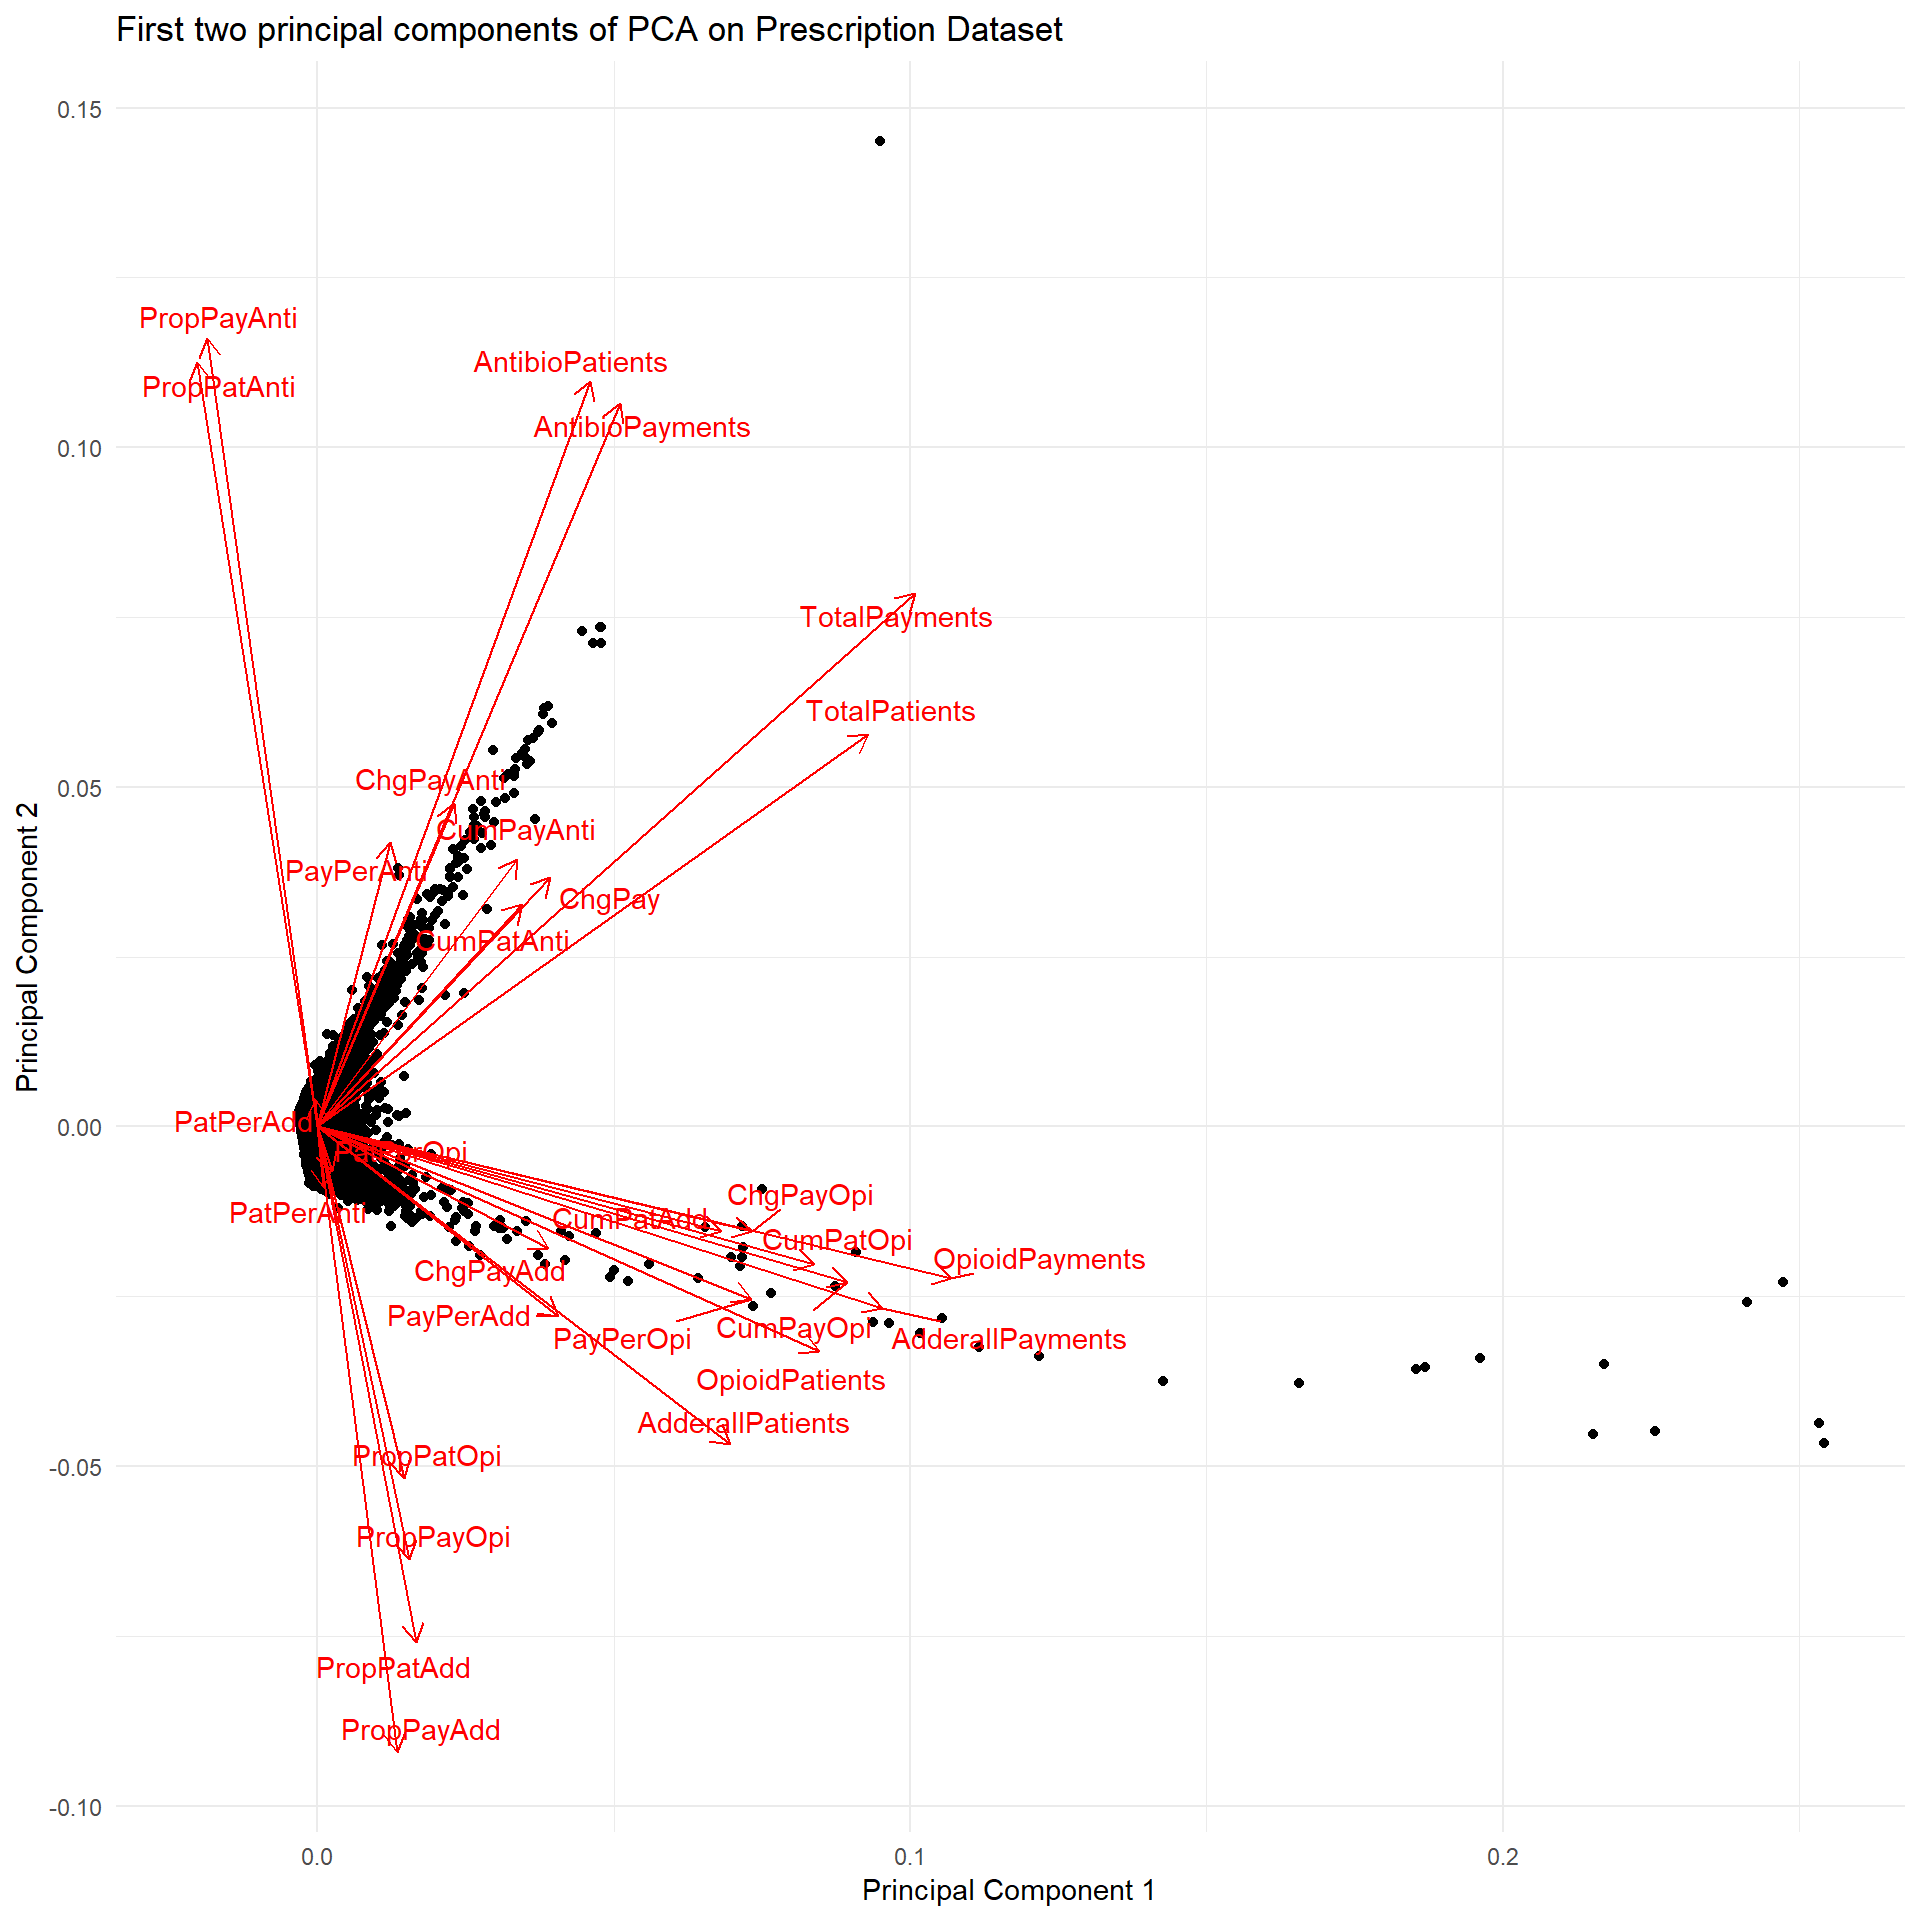 First two principal components of PCA on Prescription Dataset
0.15
PropPayAnti
AntibioPatients
PropPatAnti
AntibioPayments
0.10
TotalPayments
TotalPatients
ChgPayAnti
0.05
CumPayAnti
PayPerAnti
ChgPay
CumPatAnti
Principal Component 2
PatPerAdd
0.00
PatPerOpi
ChgPayOpi
PatPerAnti
CumPatAdd
CumPatOpi
OpioidPayments
ChgPayAdd
PayPerAdd
CumPayOpi
PayPerOpi
AdderallPayments
OpioidPatients
AdderallPatients
PropPatOpi
-0.05
PropPayOpi
PropPatAdd
PropPayAdd
-0.10
0.0
0.1
0.2
Principal Component 1